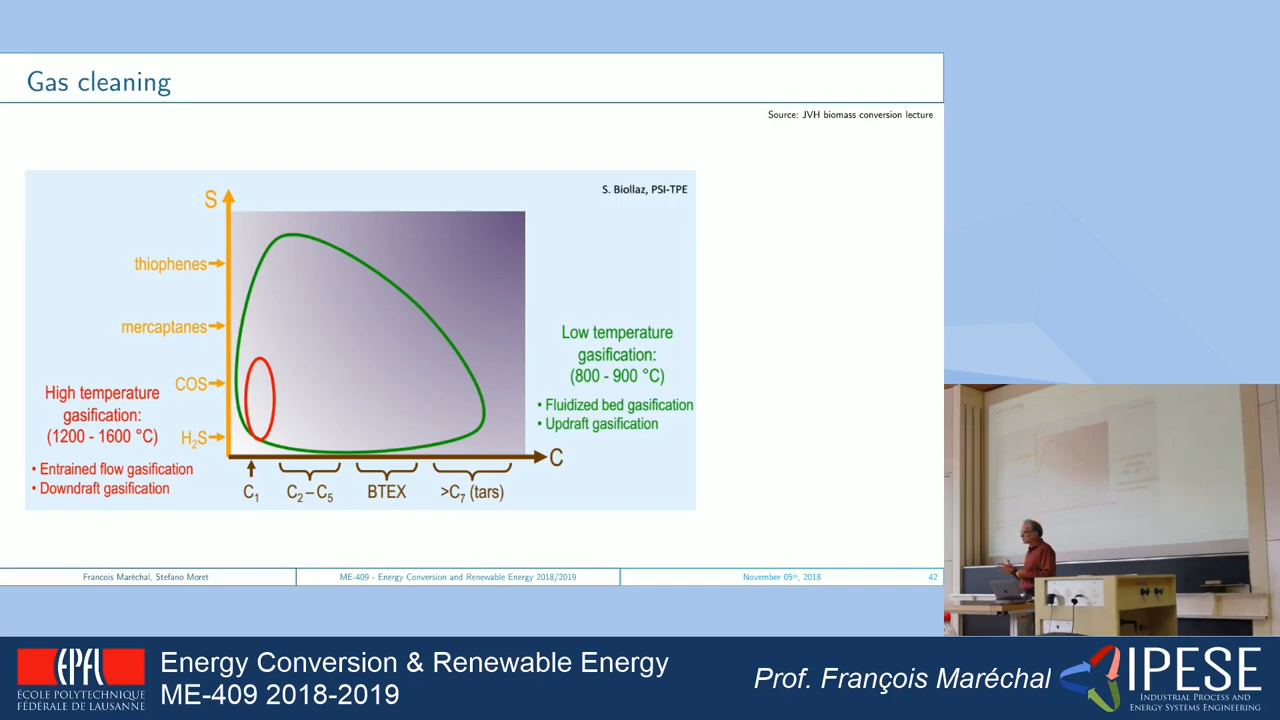 Gas cleaning
Source: JVH biomass conversion lecture
S. Biollaz, PSI-TPE
S
thiophenes
mercaptanes
COS
H₂S
High temperature
gasification:
(1200 - 1600 °C)
• Entrained flow gasification
• Downdraft gasification
Low temperature
gasification:
(800 - 900 °C)
• Fluidized bed gasification
• Updraft gasification
C
C₁
C₂ – C₅
BTEX
>C₇ (tars)
Francois Maréchal, Stefano Moret
ME-409 - Energy Conversion and Renewable Energy 2018/2019
November 05ᵗʰ, 2018
42
EPFL
ÉCOLE POLYTECHNIQUE
FÉDÉRALE DE LAUSANNE
Energy Conversion & Renewable Energy
ME-409 2018-2019
Prof. François Maréchal
IPESE
Industrial Process and
Energy Systems Engineering